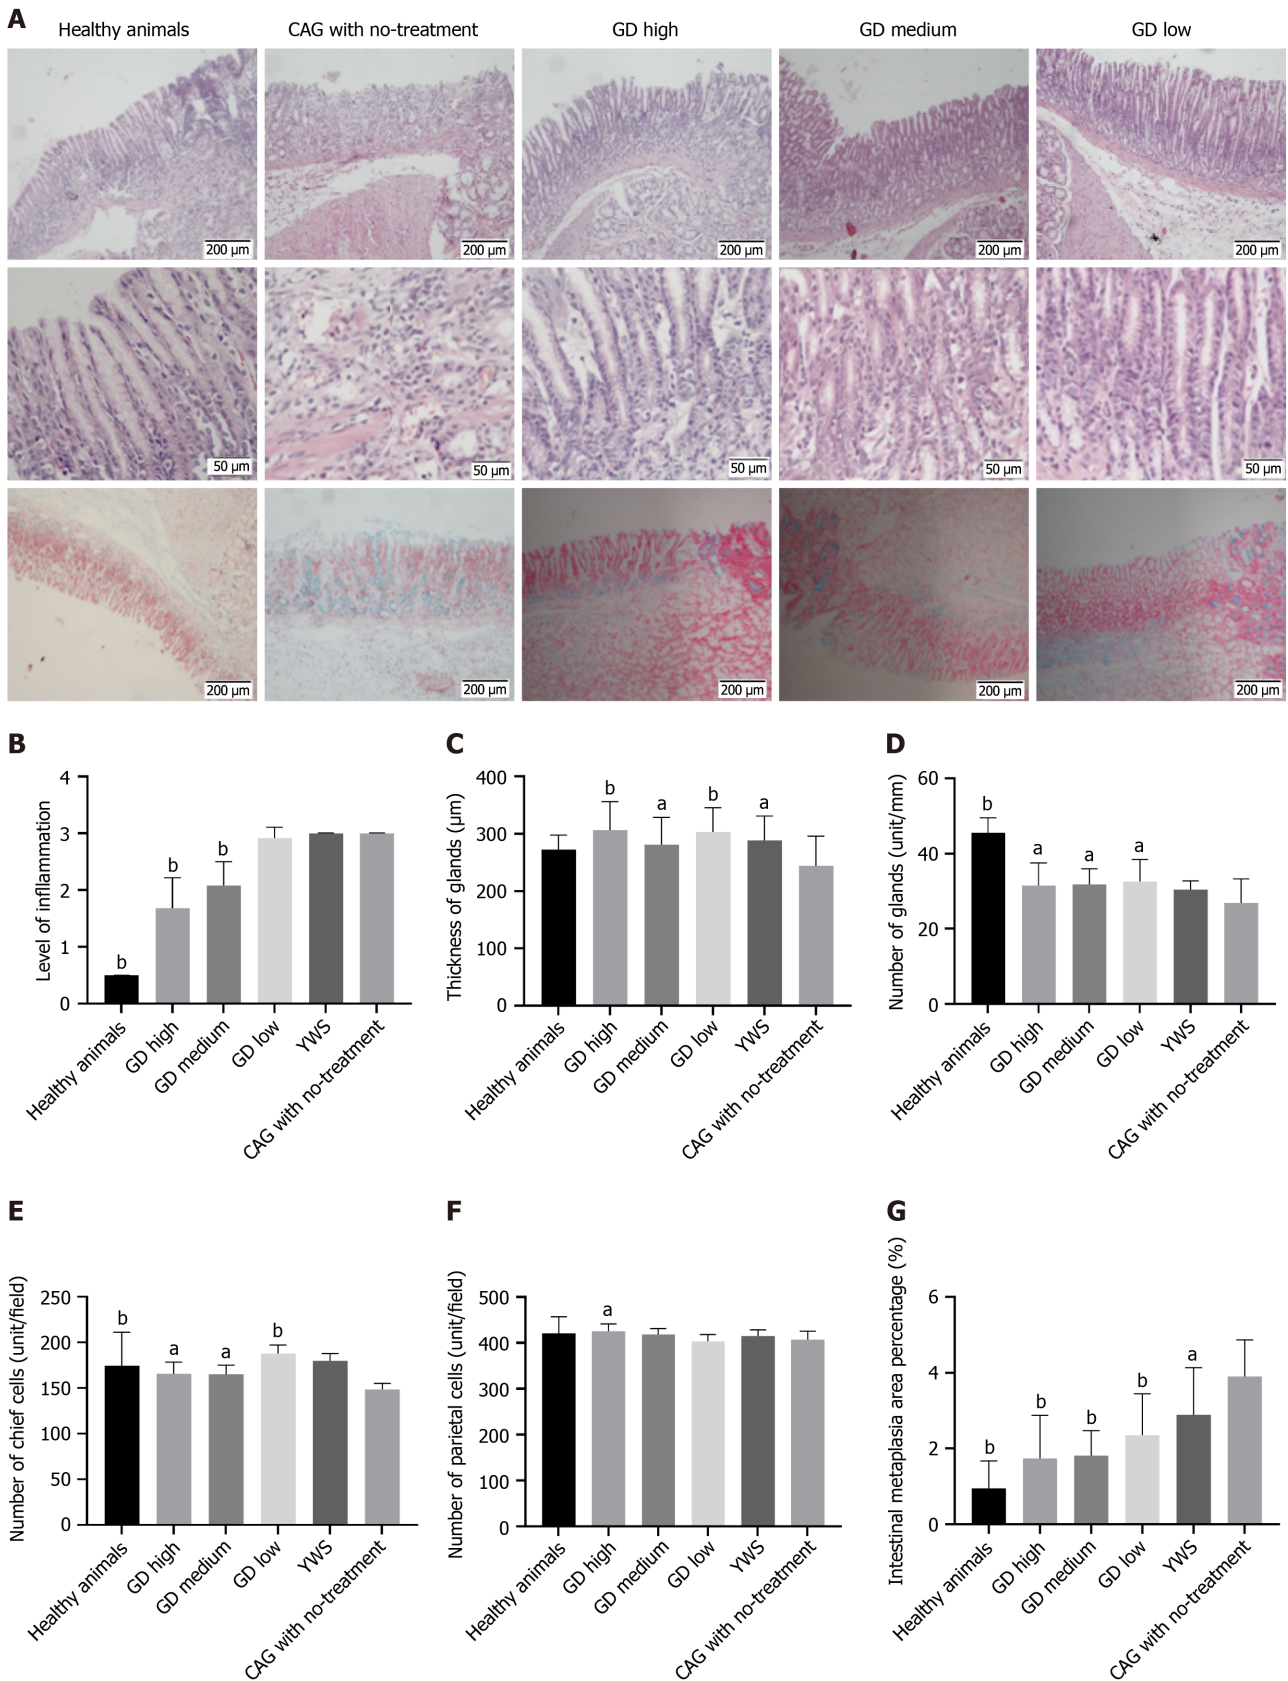 A
Healthy animals CAG with no-treatment GD high GD medium GD low
200 µm 200 µm 200 µm 200 µm 200 µm
50 µm 50 µm 50 µm 50 µm 50 µm
200 µm 200 µm 200 µm 200 µm 200 µm
B
Level of infilammation
4
3
2
1
0
b b b
Healthy animals
GD high
GD medium
GD low
YWS
CAG with no-treatment
C
Thickness of glands (µm)
400
300
200
100
0
b a b a
Healthy animals
GD high
GD medium
GD low
YWS
CAG with no-treatment
D
Number of glands (unit/mm)
60
40
20
0
b a a a
Healthy animals
GD high
GD medium
GD low
YWS
CAG with no-treatment
E
Number of chief cells (unit/field)
250
200
150
100
50
0
b a a b
Healthy animals
GD high
GD medium
GD low
YWS
CAG with no-treatment
F
Number of parietal cells (unit/field)
500
400
300
200
100
0
a
Healthy animals
GD high
GD medium
GD low
YWS
CAG with no-treatment
G
Intestinal metaplasia area percentage (%)
6
4
2
0
b b b b a
Healthy animals
GD high
GD medium
GD low
YWS
CAG with no-treatment